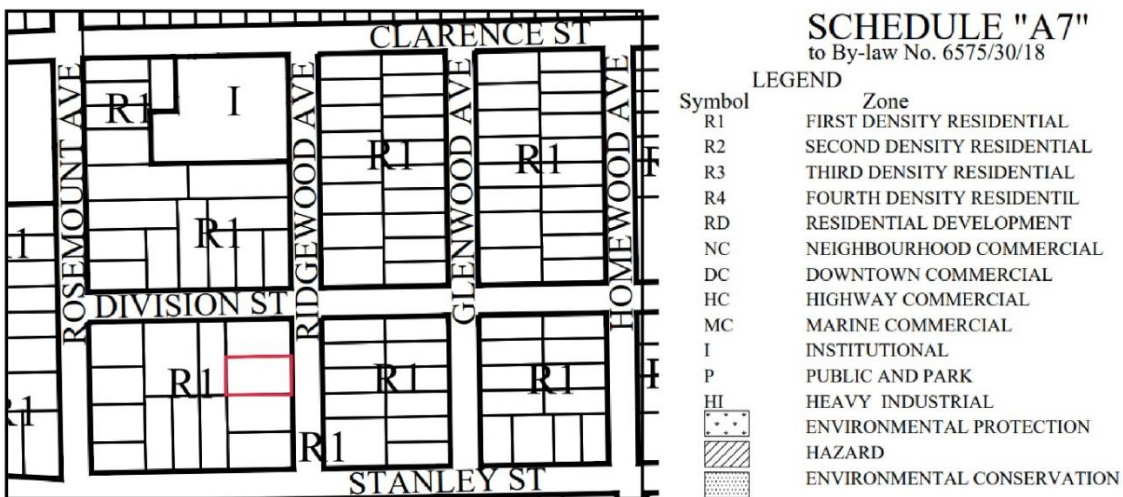 CLARENCE ST
ROSEMOUNT AVE
RIDGEWOOD AVE
GLENWOOD AVE
HOMEWOOD AVE
R1
I
R1
R1
R1
R1
DIVISION ST
R1
R1
R1
R1
R1
STANLEY ST
SCHEDULE "A7"
to By-law No. 6575/30/18
LEGEND
Symbol Zone
R1 FIRST DENSITY RESIDENTIAL
R2 SECOND DENSITY RESIDENTIAL
R3 THIRD DENSITY RESIDENTIAL
R4 FOURTH DENSITY RESIDENTIL
RD RESIDENTIAL DEVELOPMENT
NC NEIGHBOURHOOD COMMERCIAL
DC DOWNTOWN COMMERCIAL
HC HIGHWAY COMMERCIAL
MC MARINE COMMERCIAL
I INSTITUTIONAL
P PUBLIC AND PARK
HI HEAVY INDUSTRIAL
ENVIRONMENTAL PROTECTION
HAZARD
ENVIRONMENTAL CONSERVATION